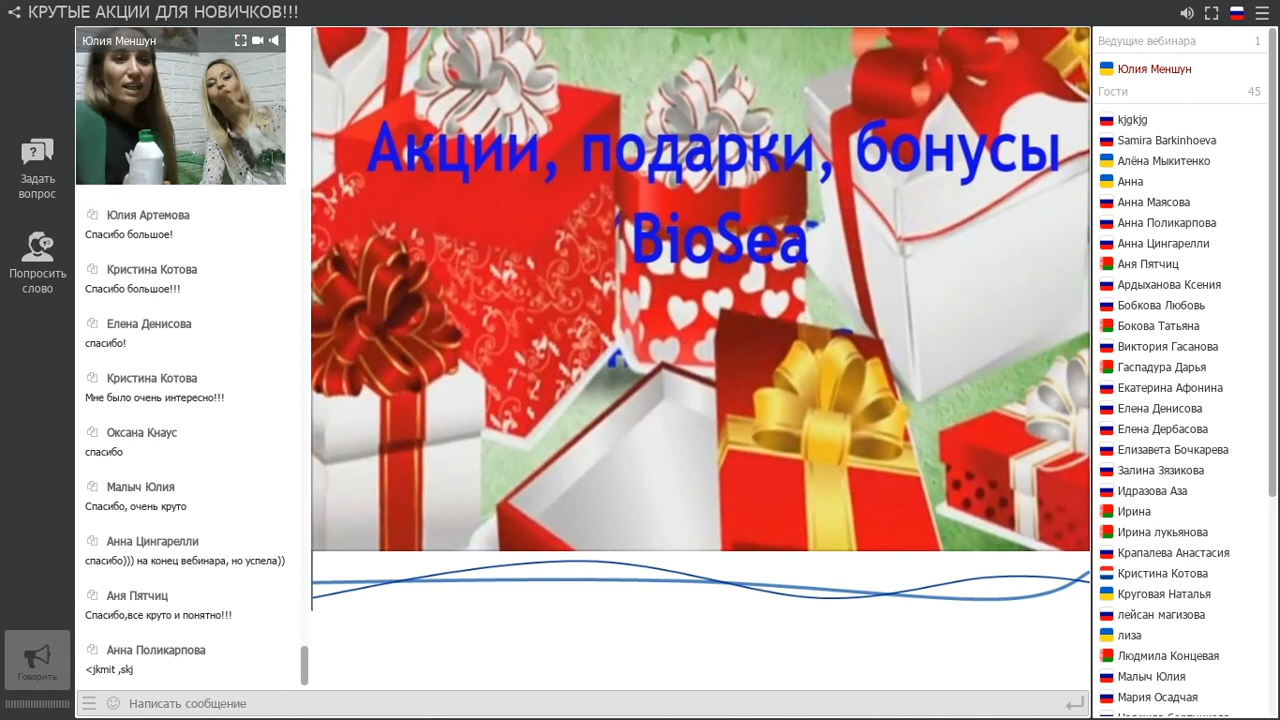 КРУТЫЕ АКЦИИ ДЛЯ НОВИЧКОВ!!!
Юлия Меншун
Задать
вопрос
Попросить
слово
Говорить
Юлия Артемова
Спасибо большое!
Кристина Котова
Спасибо большое!!!
Елена Денисова
спасибо!
Кристина Котова
Мне было очень интересно!!!
Оксана Кнаус
спасибо
Малыч Юлия
Спасибо, очень круто
Анна Цингарелли
спасибо))) на конец вебинара, но успела))
Аня Пятчиц
Спасибо,все круто и понятно!!!
Анна Поликарпова
<jkmit ,skj
Написать сообщение
Акции, подарки, бонусы
BioSea
Ведущие вебинара 1
Юлия Меншун
Гости 45
kjgkjg
Samira Barkinhoeva
Алёна Мыкитенко
Анна
Анна Маясова
Анна Поликарпова
Анна Цингарелли
Аня Пятчиц
Ардыханова Ксения
Бобкова Любовь
Бокова Татьяна
Виктория Гасанова
Гаспадура Дарья
Екатерина Афонина
Елена Денисова
Елена Дербасова
Елизавета Бочкарева
Залина Зязикова
Идразова Аза
Ирина
Ирина лукьянова
Крапалева Анастасия
Кристина Котова
Круговая Наталья
лейсан магизова
лиза
Людмила Концевая
Малыч Юлия
Мария Осадчая